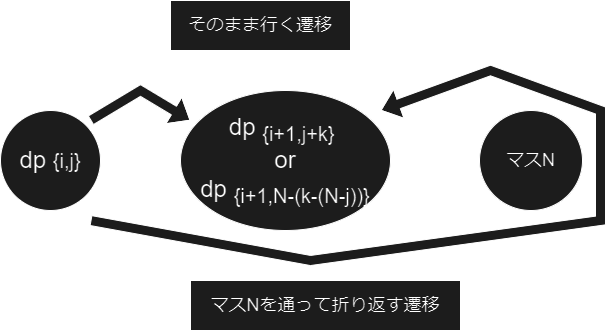 そのまま行く遷移
dp {i,j}
dp {i+1,j+k}
or
dp {i+1,N-(k-(N-j))}
マスN
マスNを通って折り返す遷移